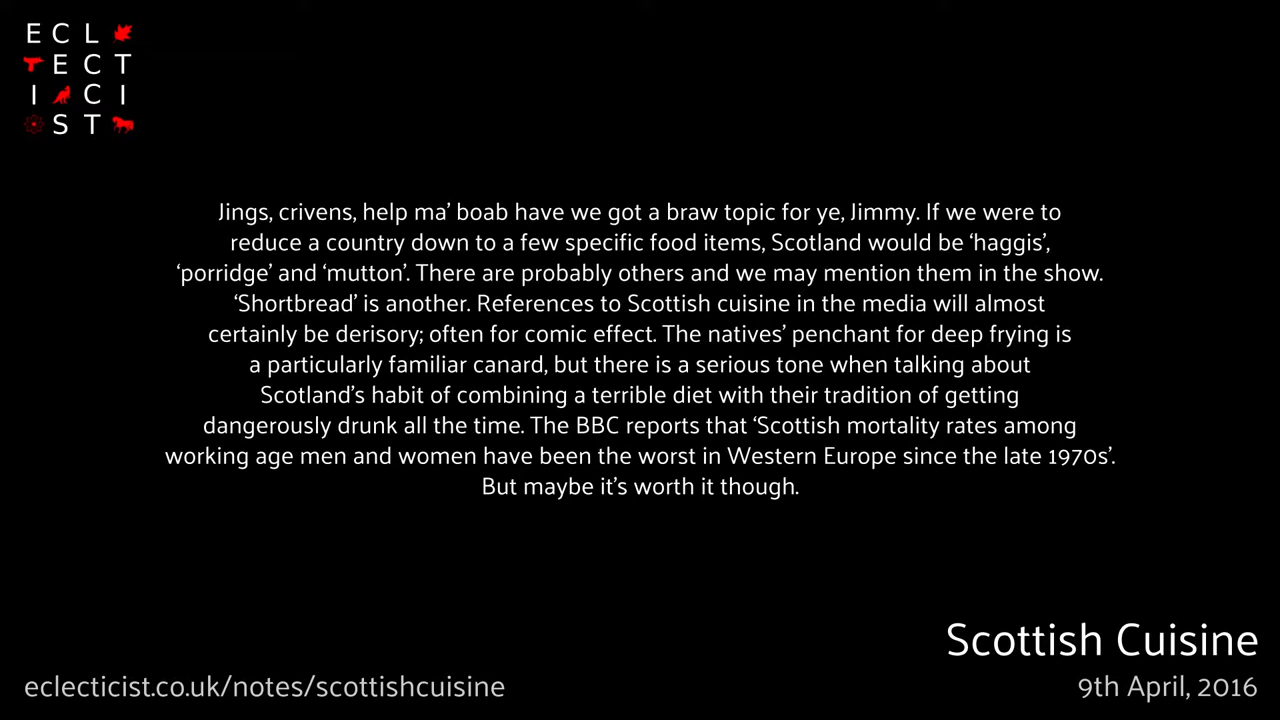 E C L
E C T
I C I
S T
Jings, crivens, help ma’ boab have we got a braw topic for ye, Jimmy. If we were to
reduce a country down to a few specific food items, Scotland would be ‘haggis’,
‘porridge’ and ‘mutton’. There are probably others and we may mention them in the show.
‘Shortbread’ is another. References to Scottish cuisine in the media will almost
certainly be derisory; often for comic effect. The natives’ penchant for deep frying is
a particularly familiar canard, but there is a serious tone when talking about
Scotland’s habit of combining a terrible diet with their tradition of getting
dangerously drunk all the time. The BBC reports that ‘Scottish mortality rates among
working age men and women have been the worst in Western Europe since the late 1970s’.
But maybe it’s worth it though.
Scottish Cuisine
eclecticist.co.uk/notes/scottishcuisine
9th April, 2016